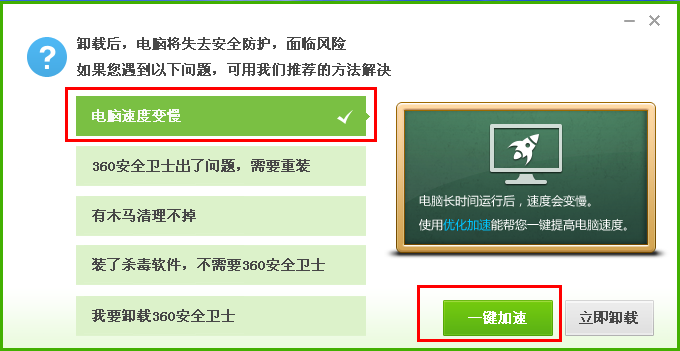 卸载后，电脑将失去安全防护，面临风险
如果您遇到以下问题，可用我们推荐的方法解决
电脑速度变慢
360安全卫士出了问题，需要重装
有木马清理不掉
装了杀毒软件，不需要360安全卫士
我要卸载360安全卫士
电脑长时间运行后，速度会变慢。
使用优化加速能帮您一键提高电脑速度。
一键加速
立即卸载